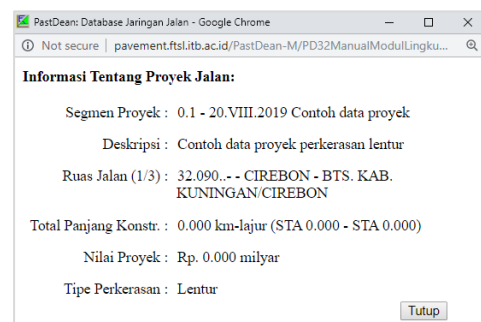 PastDean: Database Jaringan Jalan - Google Chrome
Not secure | pavement.ftsl.itb.ac.id/PastDean-M/PD32ManualModulLingku...
Informasi Tentang Proyek Jalan:
Segmen Proyek : 0.1 - 20.VIII.2019 Contoh data proyek
Deskripsi : Contoh data proyek perkerasan lentur
Ruas Jalan (1/3) : 32.090..- - CIREBON - BTS. KAB.
KUNINGAN/CIREBON
Total Panjang Konstr. : 0.000 km-lajur (STA 0.000 - STA 0.000)
Nilai Proyek : Rp. 0.000 milyar
Tipe Perkerasan : Lentur
Tutup